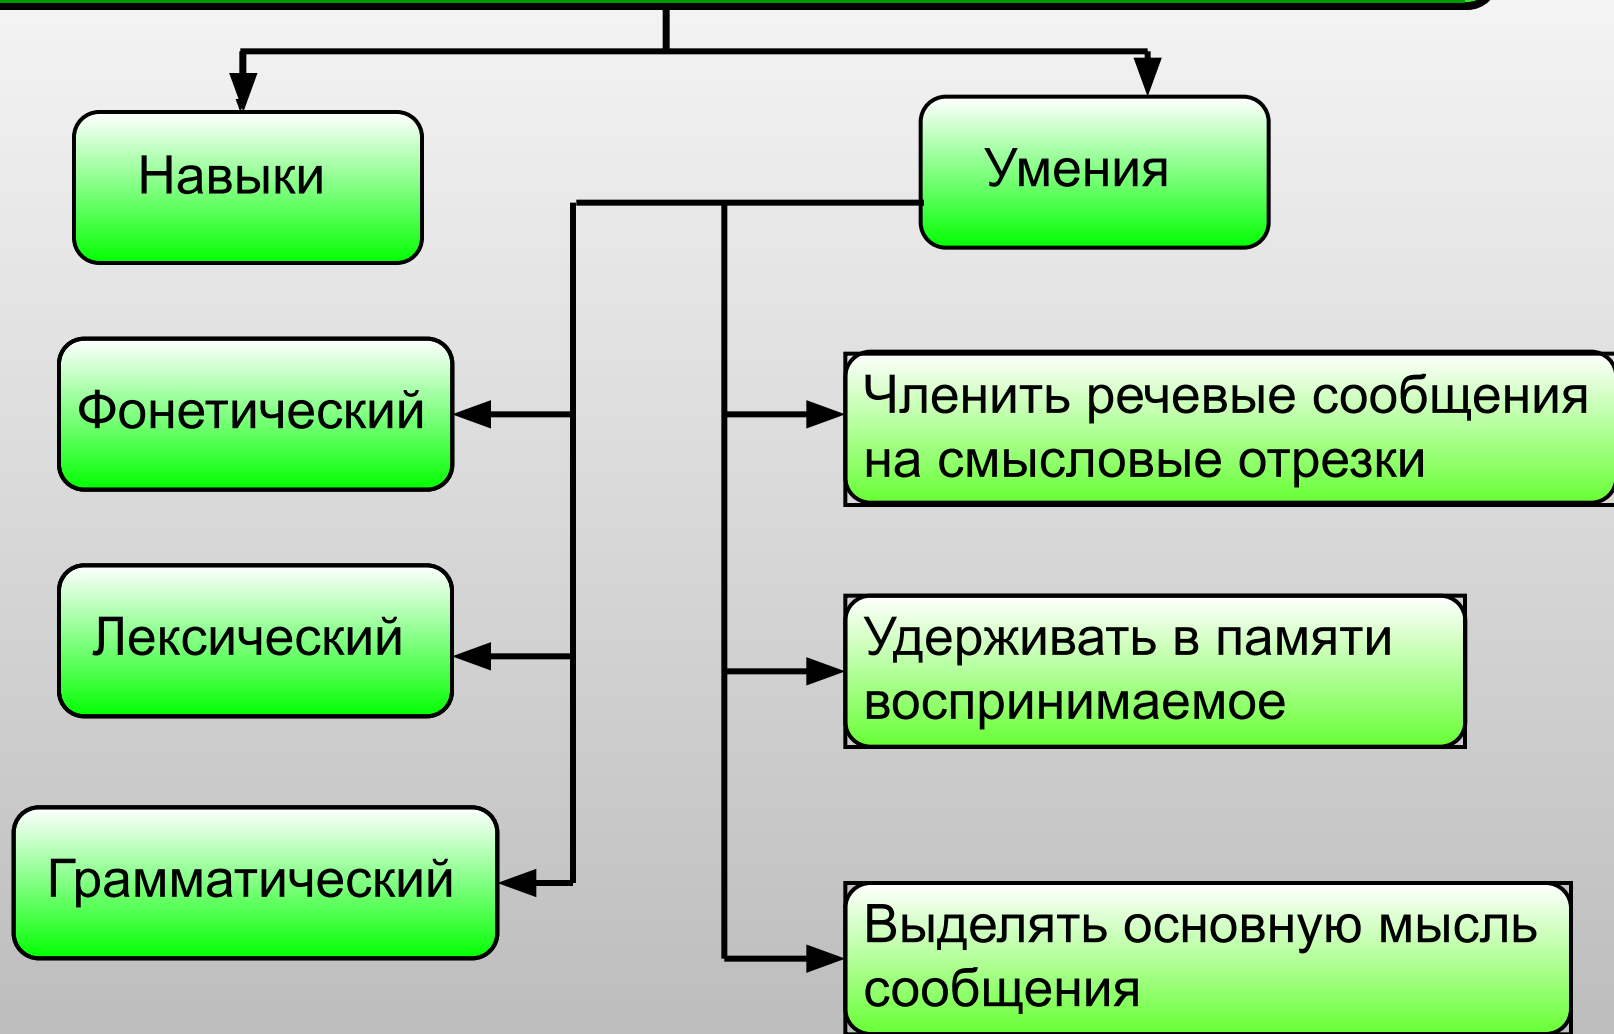 Навыки
Умения
Фонетический
Членить речевые сообщения
на смысловые отрезки
Лексический
Удерживать в памяти
воспринимаемое
Грамматический
Выделять основную мысль
сообщения